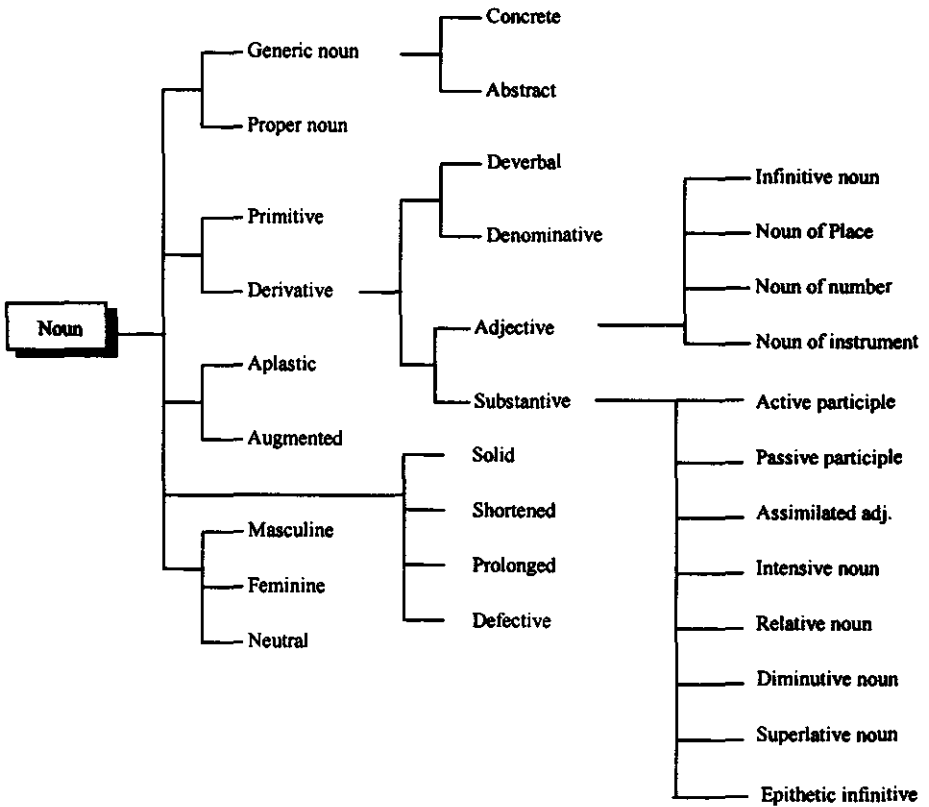 Concrete
Generic noun
Abstract
Proper noun
Deverbal
Infinitive noun
Primitive
Noun of Place
Denominative
Derivative
Noun of number
Noun
Adjective
Noun of instrument
Aplastic
Substantive
Active participle
Augmented
Solid
Passive participle
Shortened
Assimilated adj.
Masculine
Prolonged
Intensive noun
Feminine
Defective
Relative noun
Neutral
Diminutive noun
Superlative noun
Epithetic infinitive